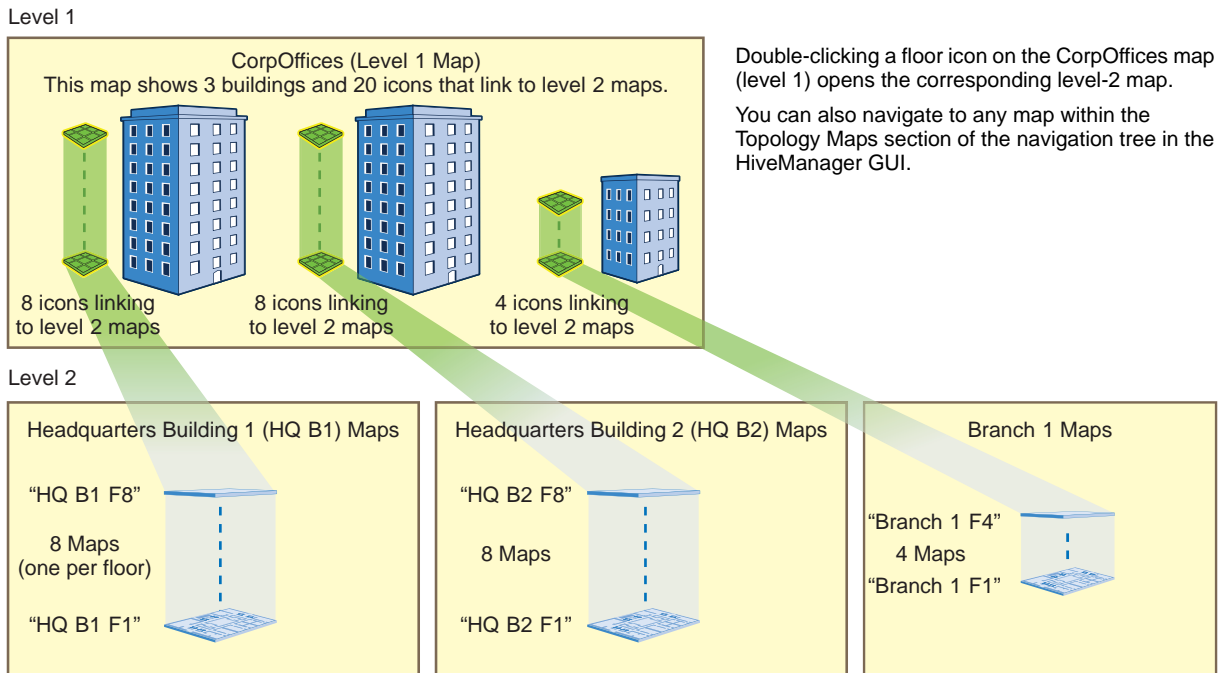 Level 1
CorpOffices (Level 1 Map)
This map shows 3 buildings and 20 icons that link to level 2 maps.
8 icons linking
to level 2 maps
8 icons linking
to level 2 maps
4 icons linking
to level 2 maps
Double-clicking a floor icon on the CorpOffices map
(level 1) opens the corresponding level-2 map.
You can also navigate to any map within the
Topology Maps section of the navigation tree in the
HiveManager GUI.
Level 2
Headquarters Building 1 (HQ B1) Maps
“HQ B1 F8”
8 Maps
(one per floor)
“HQ B1 F1”
Headquarters Building 2 (HQ B2) Maps
“HQ B2 F8”
8 Maps
“HQ B2 F1”
Branch 1 Maps
“Branch 1 F4”
4 Maps
“Branch 1 F1”